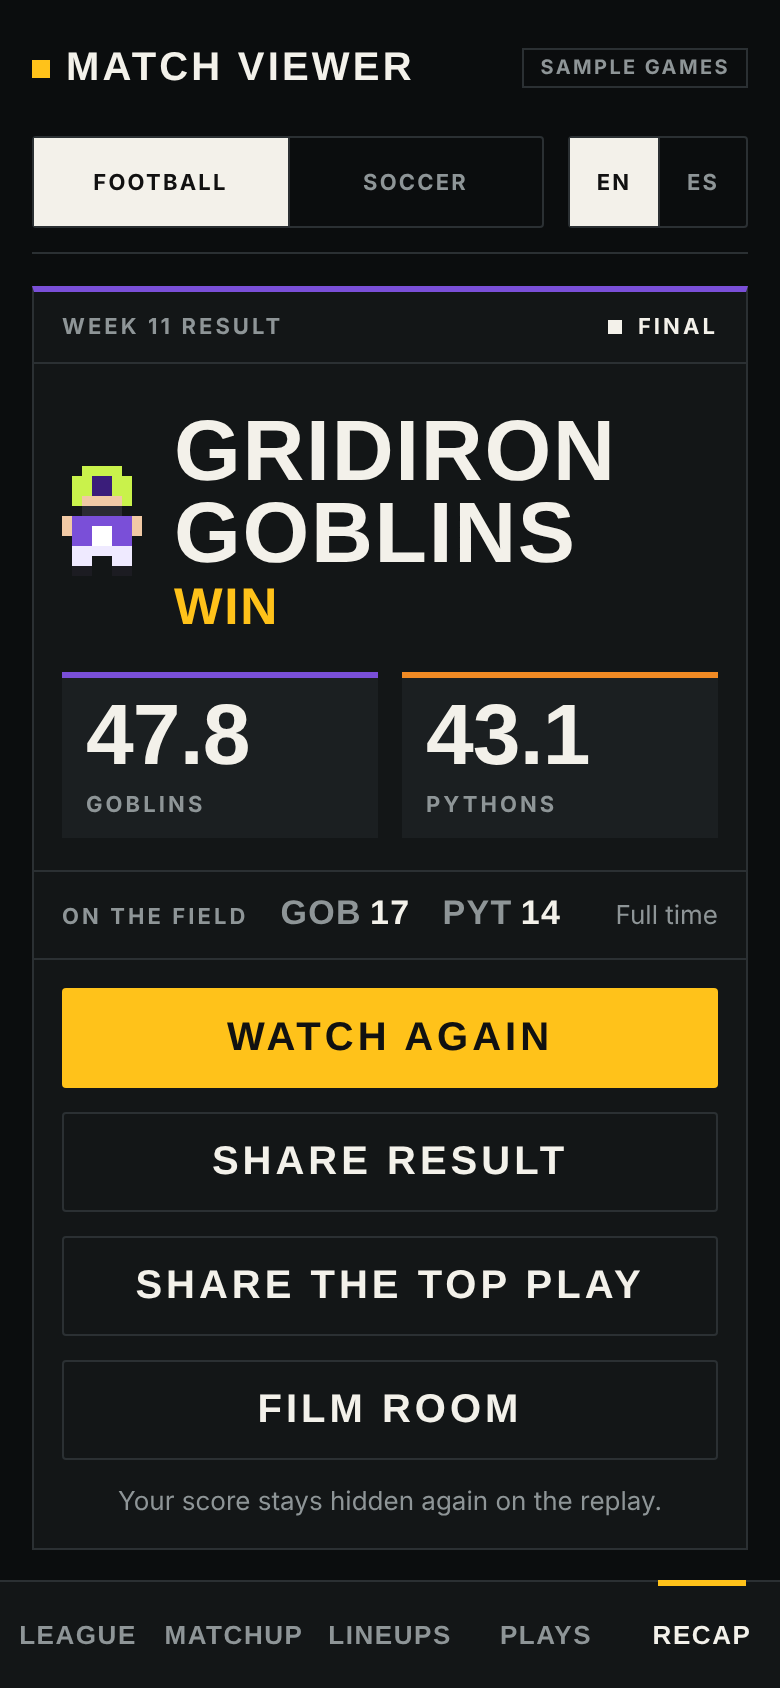 MATCH VIEWER
SAMPLE GAMES
FOOTBALL
SOCCER
EN
ES
WEEK 11 RESULT
FINAL
GRIDIRON
GOBLINS
WIN
47.8
GOBLINS
43.1
PYTHONS
ON THE FIELD GOB 17 PYT 14 Full time
WATCH AGAIN
SHARE RESULT
SHARE THE TOP PLAY
FILM ROOM
Your score stays hidden again on the replay.
LEAGUE MATCHUP LINEUPS PLAYS RECAP